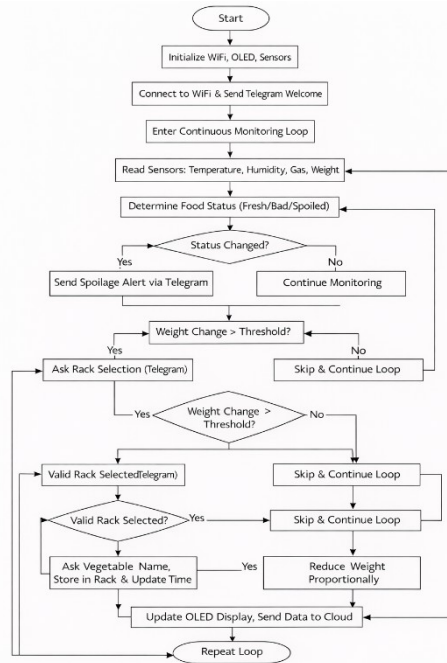 Start
Initialize WiFi, OLED, Sensors
Connect to WiFi & Send Telegram Welcome
Enter Continuous Monitoring Loop
Read Sensors: Temperature, Humidity, Gas, Weight
Determine Food Status (Fresh/Bad/Spoiled)
Status Changed?
Yes
No
Send Spoilage Alert via Telegram
Continue Monitoring
Weight Change > Threshold?
Yes
No
Ask Rack Selection (Telegram)
Skip & Continue Loop
Yes
Weight Change >
Threshold?
No
Valid Rack SelectedTelegram)
Skip & Continue Loop
Valid Rack Selected?
Yes
Skip & Continue Loop
Ask Vegetable Name,
Store in Rack & Update Time
Yes
Reduce Weight
Proportionally
Update OLED Display, Send Data to Cloud
Repeat Loop